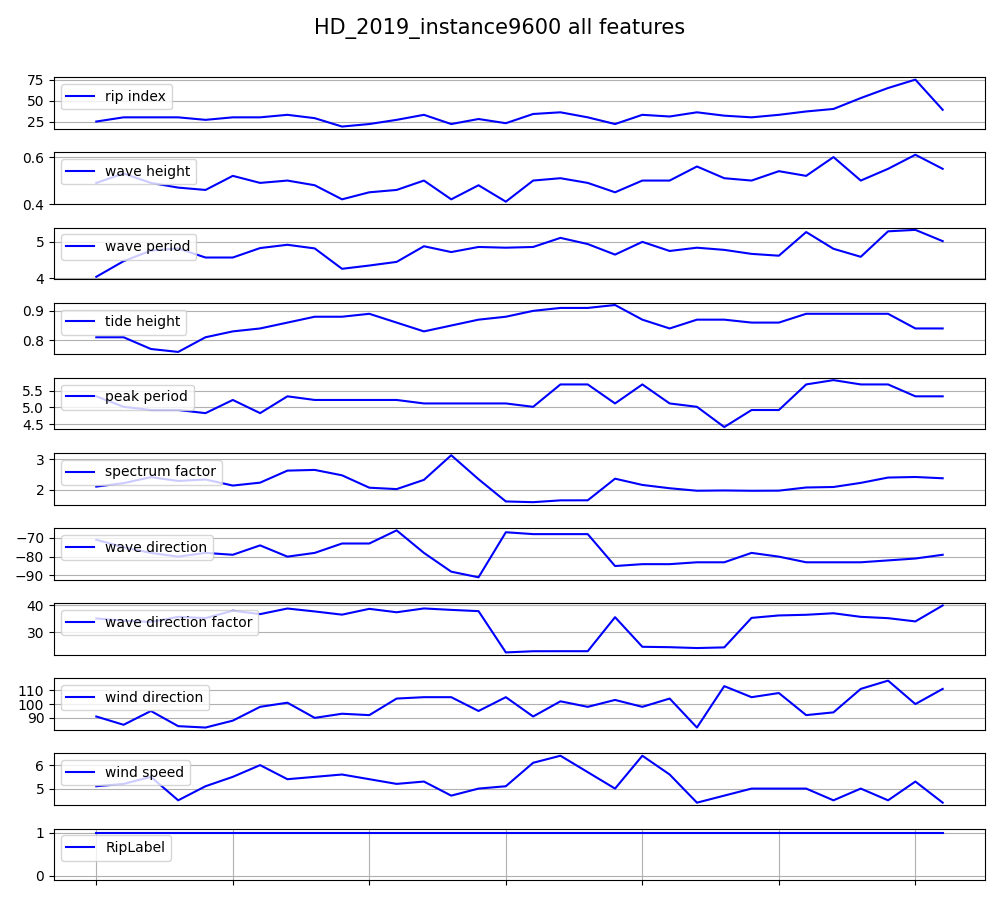 HD_2019_instance9600 all features
75
50
25
rip index
0.6
0.4
wave height
5
4
wave period
0.9
0.8
tide height
5.5
5.0
4.5
peak period
3
2
spectrum factor
−70
−80
−90
wave direction
40
30
wave direction factor
110
100
90
wind direction
6
5
wind speed
1
0
RipLabel